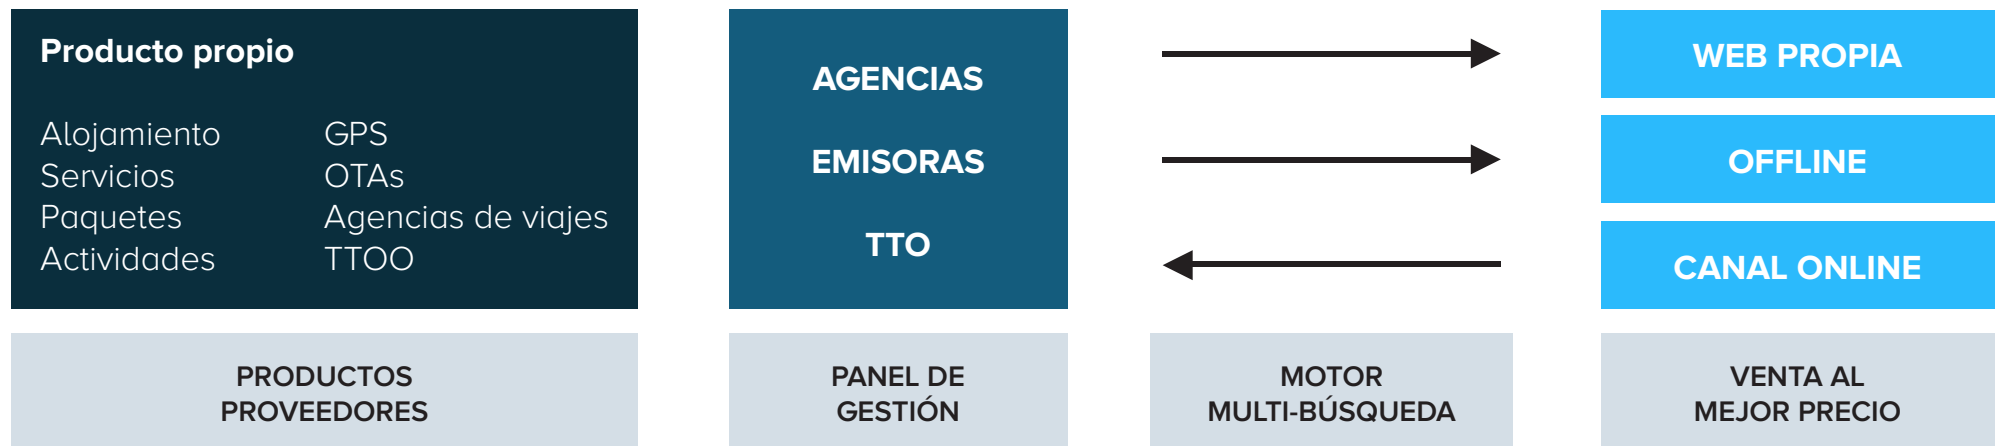 Producto propio
Alojamiento GPS
Servicios OTAs
Paquetes Agencias de viajes
Actividades TTOO
PRODUCTOS
PROVEEDORES
AGENCIAS
EMISORAS
TTO
PANEL DE
GESTIÓN
MOTOR
MULTI-BÚSQUEDA
WEB PROPIA
OFFLINE
CANAL ONLINE
VENTA AL
MEJOR PRECIO